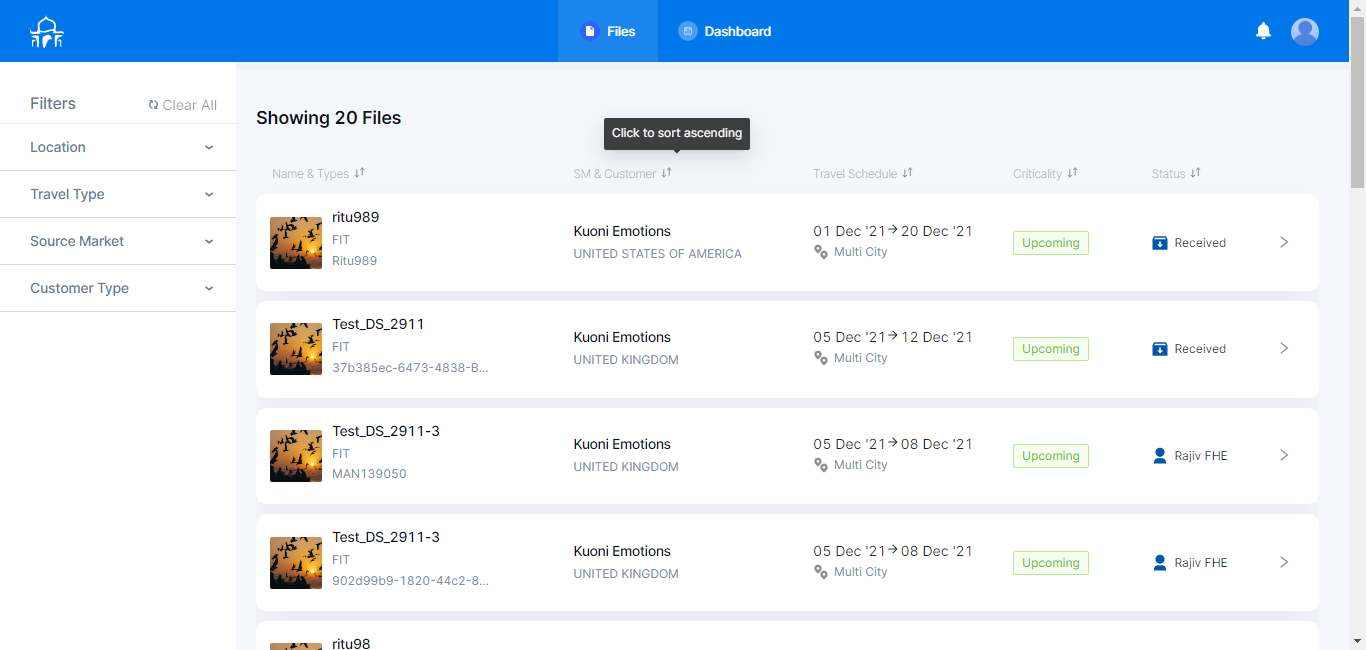 Files
Dashboard
Filters
Clear All
Location
Travel Type
Source Market
Customer Type
Showing 20 Files
Click to sort ascending
Name & Types
SM & Customer
Travel Schedule
Criticality
Status
ritu989
FIT
Ritu989
Kuoni Emotions
UNITED STATES OF AMERICA
01 Dec '21 → 20 Dec '21
Multi City
Upcoming
Received
Test_DS_2911
FIT
37b385ec-6473-4838-B...
Kuoni Emotions
UNITED KINGDOM
05 Dec '21 → 12 Dec '21
Multi City
Upcoming
Received
Test_DS_2911-3
FIT
MAN139050
Kuoni Emotions
UNITED KINGDOM
05 Dec '21 → 08 Dec '21
Multi City
Upcoming
Rajiv FHE
Test_DS_2911-3
FIT
902d99b9-1820-44c2-8...
Kuoni Emotions
UNITED KINGDOM
05 Dec '21 → 08 Dec '21
Multi City
Upcoming
Rajiv FHE
ritu98